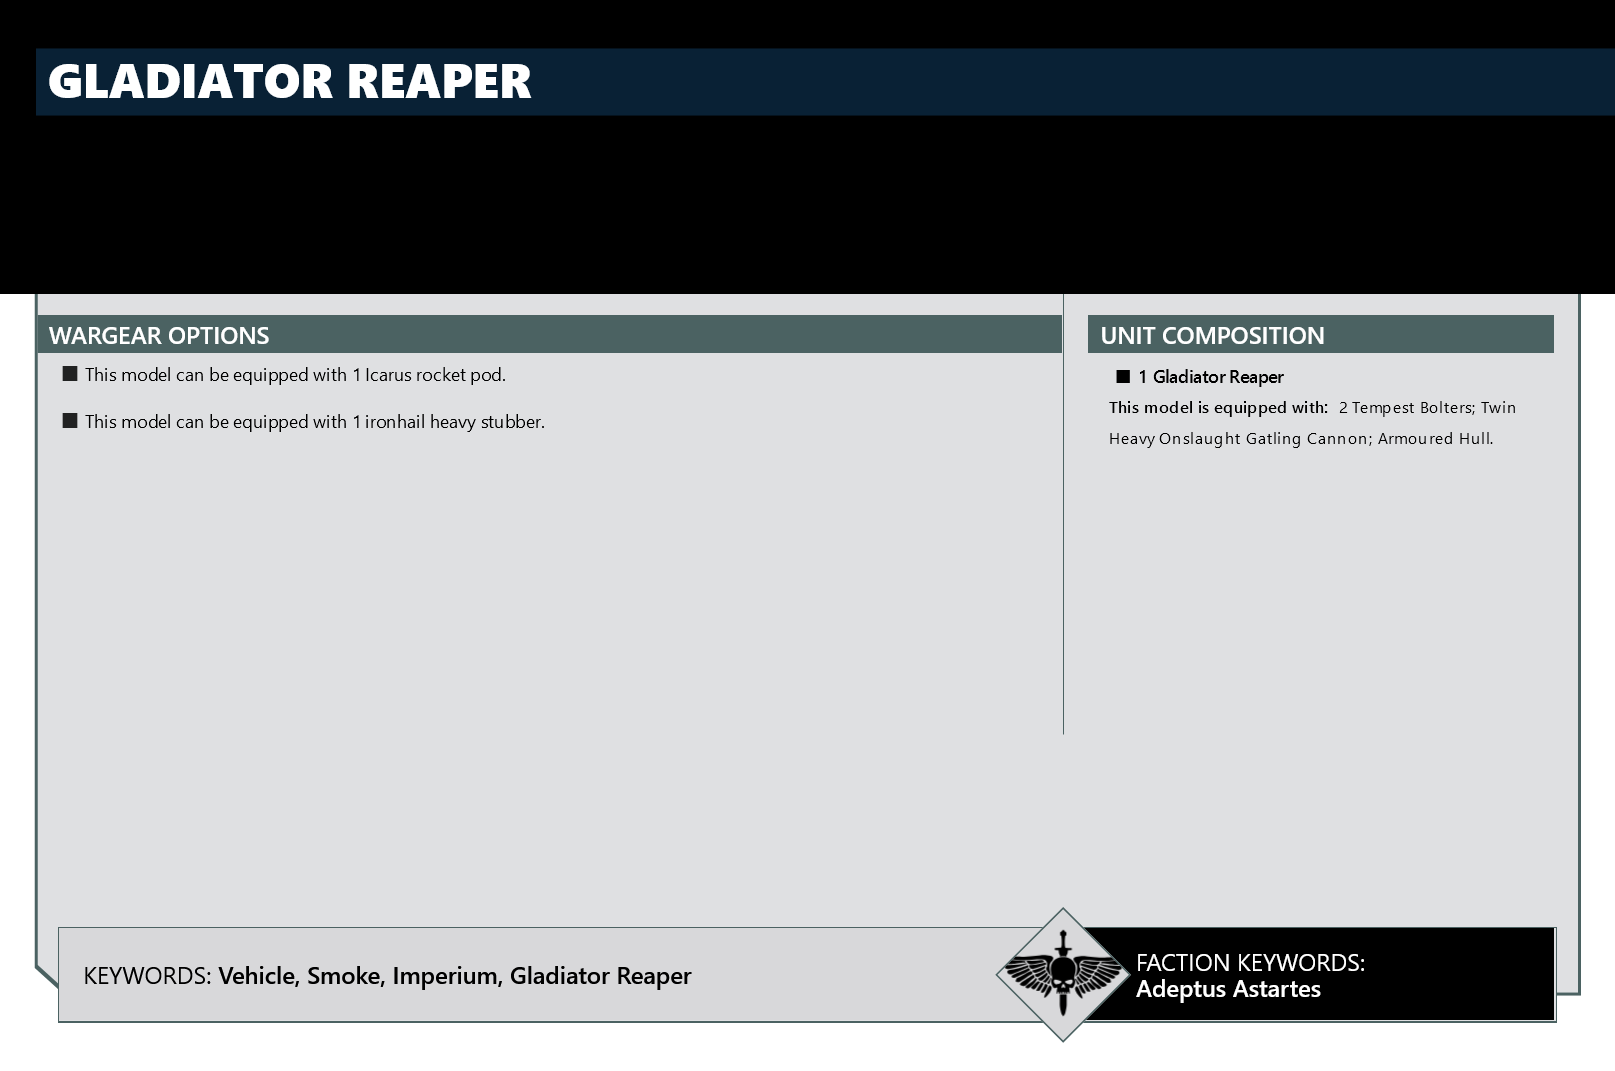 GLADIATOR REAPER
WARGEAR OPTIONS
■ This model can be equipped with 1 Icarus rocket pod.
■ This model can be equipped with 1 ironhail heavy stubber.
UNIT COMPOSITION
■ 1 Gladiator Reaper
This model is equipped with: 2 Tempest Bolters; Twin
Heavy Onslaught Gatling Cannon; Armoured Hull.
KEYWORDS: Vehicle, Smoke, Imperium, Gladiator Reaper
FACTION KEYWORDS:
Adeptus Astartes